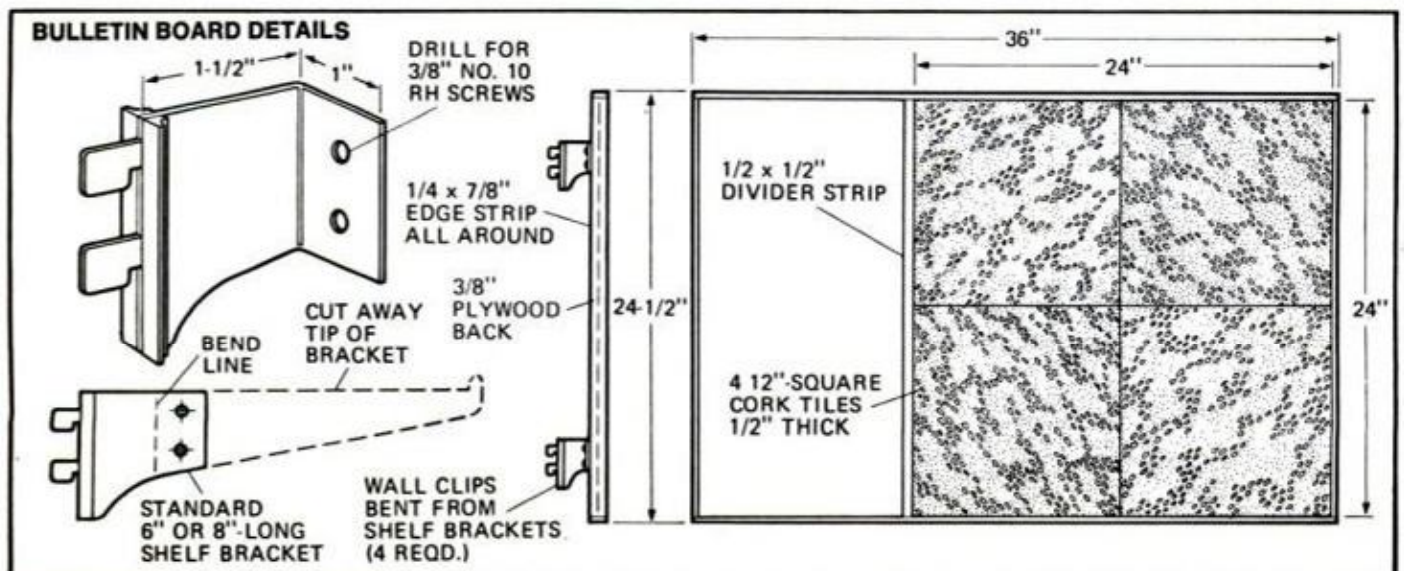 BULLETIN BOARD DETAILS
1-1/2"
1"
DRILL FOR
3/8" NO. 10
RH SCREWS
1/4 x 7/8"
EDGE STRIP
ALL AROUND
3/8"
PLYWOOD
BACK
CUT AWAY
TIP OF
BRACKET
BEND
LINE
STANDARD
6" OR 8"-LONG
SHELF BRACKET
WALL CLIPS
BENT FROM
SHELF BRACKETS
(4 REQD.)
24-1/2"
36"
24"
1/2 x 1/2"
DIVIDER STRIP
4 12"-SQUARE
CORK TILES
1/2" THICK
24"